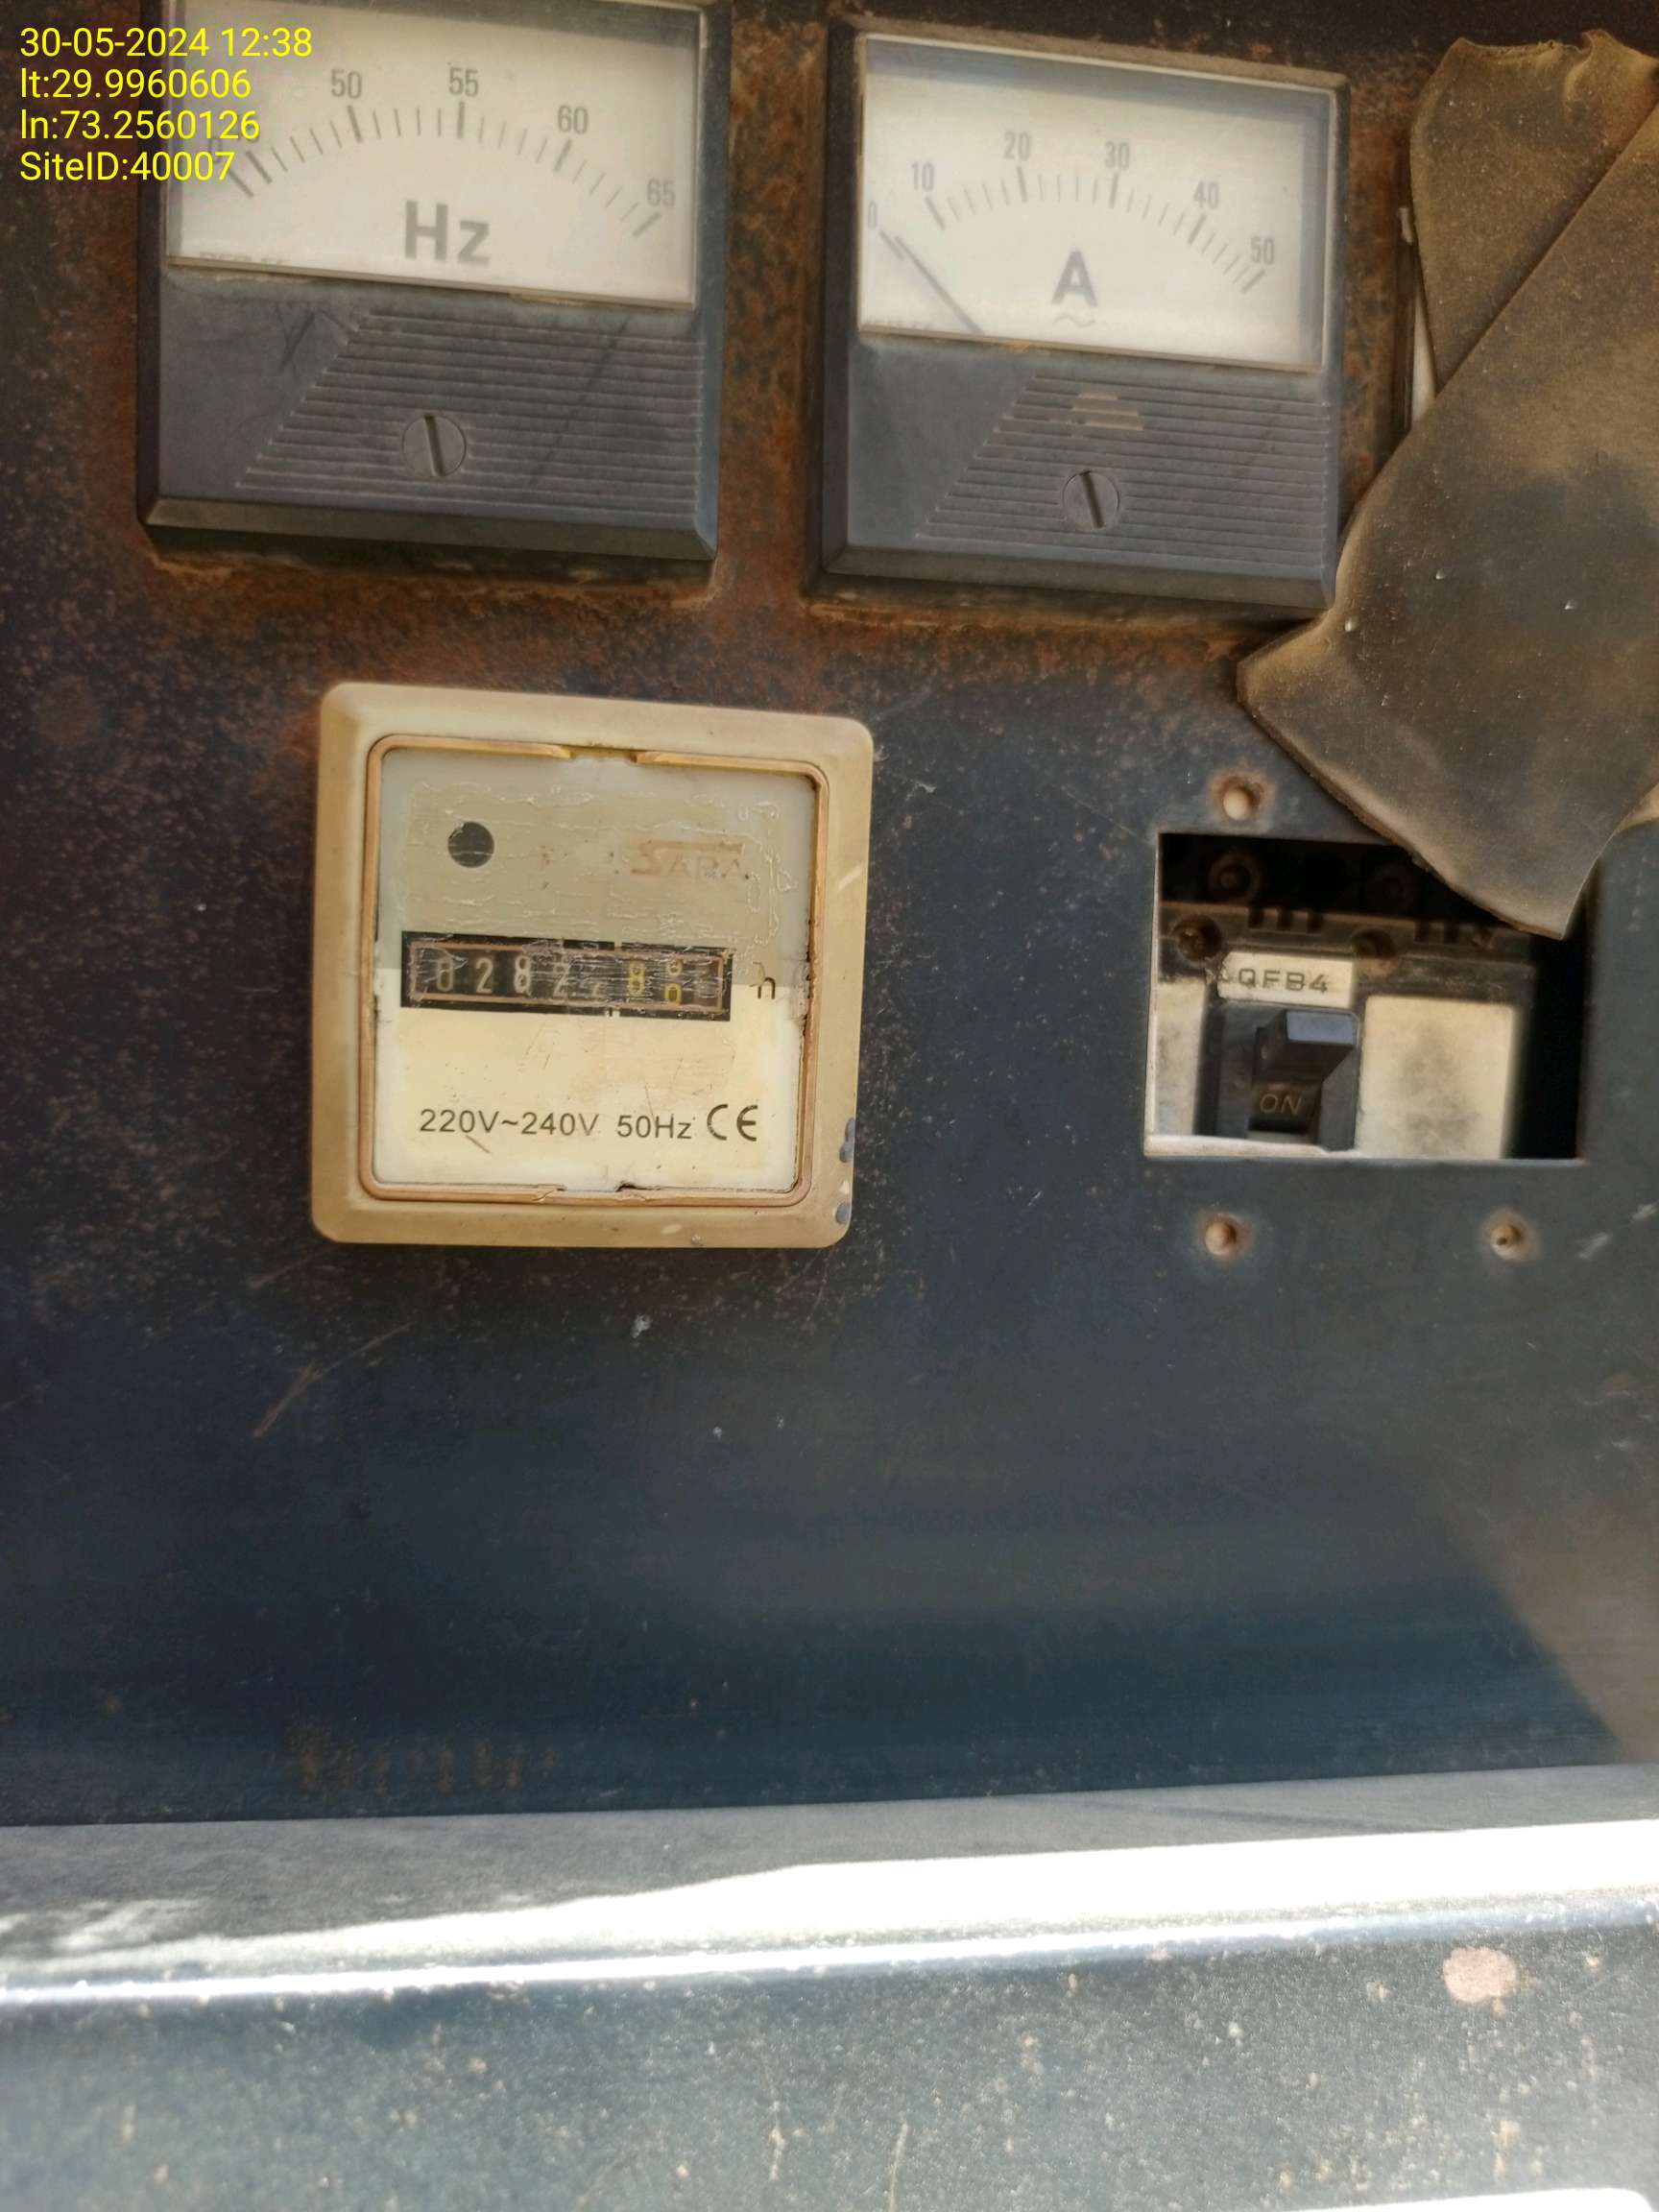 30-05-2024 12:38
lt:29.9960606
ln:73.2560126
SiteID:40007
50 55 60 65
Hz
0 10 20 30 40 50
A
SARA
h
220V~240V 50Hz CE
QFB4
ON